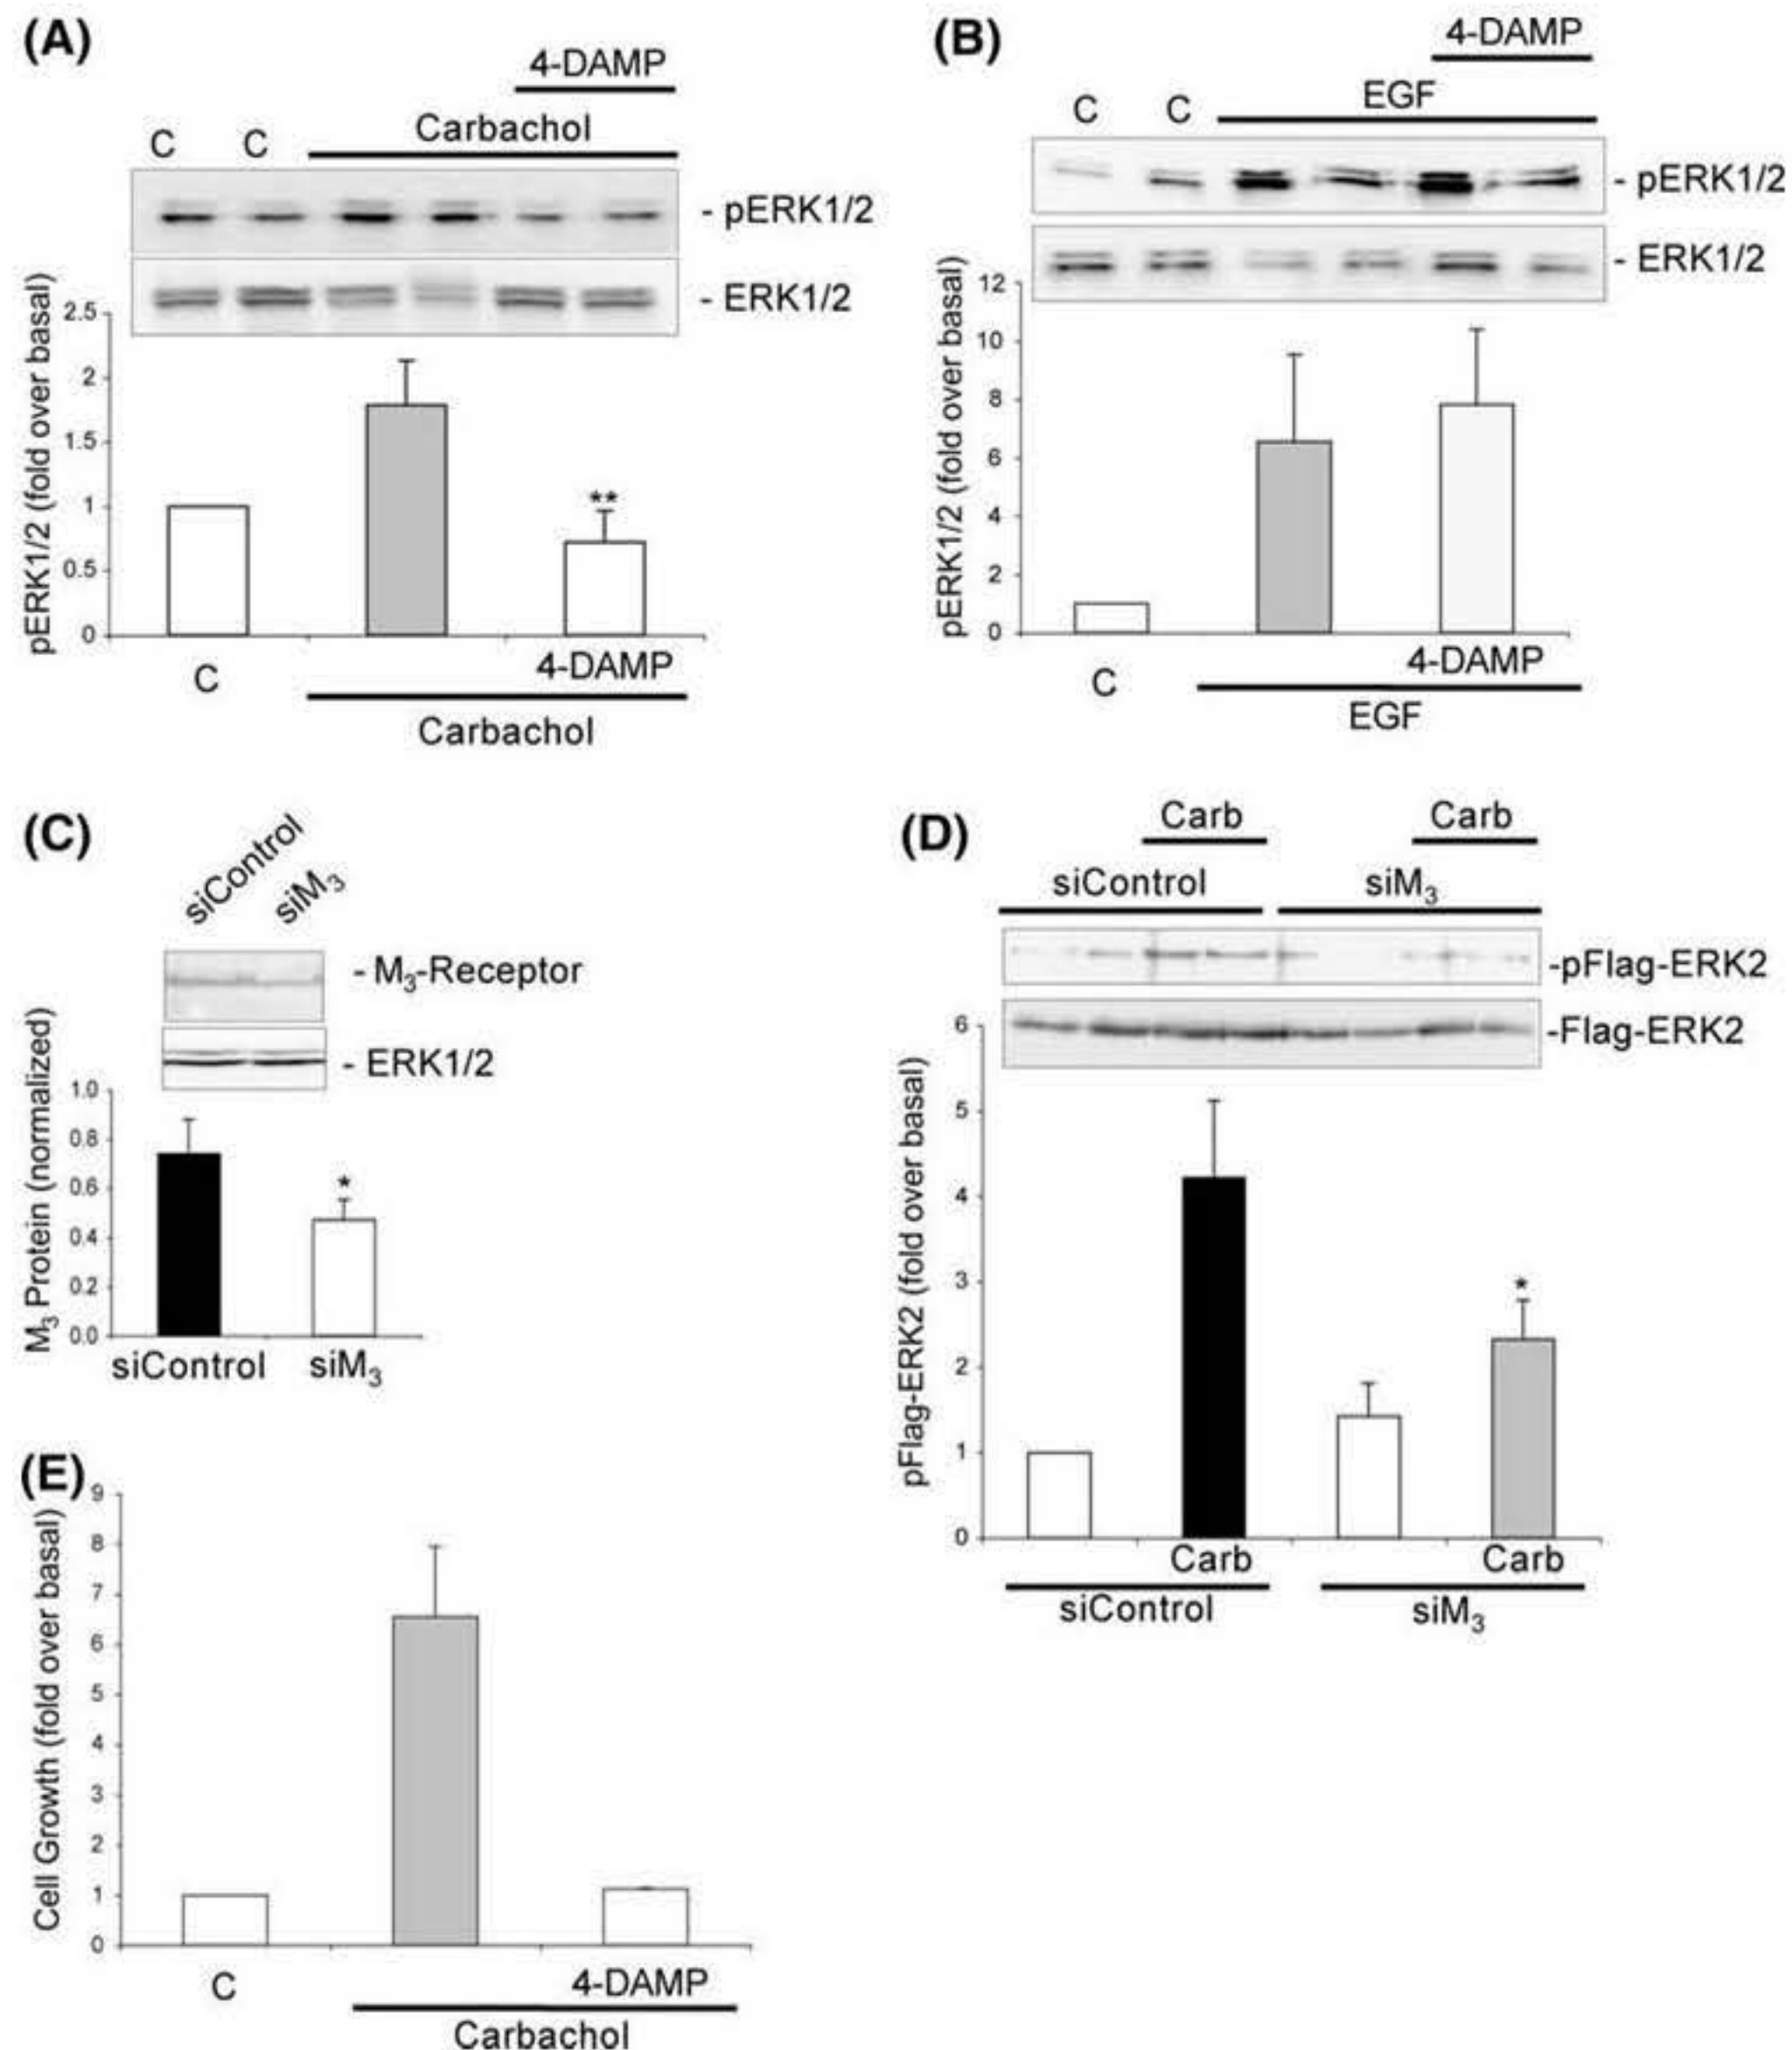 (A)
4-DAMP
C C Carbachol
- pERK1/2
- ERK1/2
pERK1/2 (fold over basal)
2.5
2
1.5
1
0.5
0
**
C 4-DAMP
Carbachol
(B)
4-DAMP
C C EGF
- pERK1/2
- ERK1/2
pERK1/2 (fold over basal)
12
10
8
6
4
2
0
C 4-DAMP
EGF
(C)
siControl siM3
- M3-Receptor
- ERK1/2
M3 Protein (normalized)
1.0
0.8
0.6
0.4
0.2
0.0
*
siControl siM3
(D)
Carb Carb
siControl siM3
-pFlag-ERK2
-Flag-ERK2
pFlag-ERK2 (fold over basal)
6
5
4
3
2
1
0
*
Carb Carb
siControl siM3
(E)
Cell Growth (fold over basal)
9
8
7
6
5
4
3
2
1
0
C 4-DAMP
Carbachol